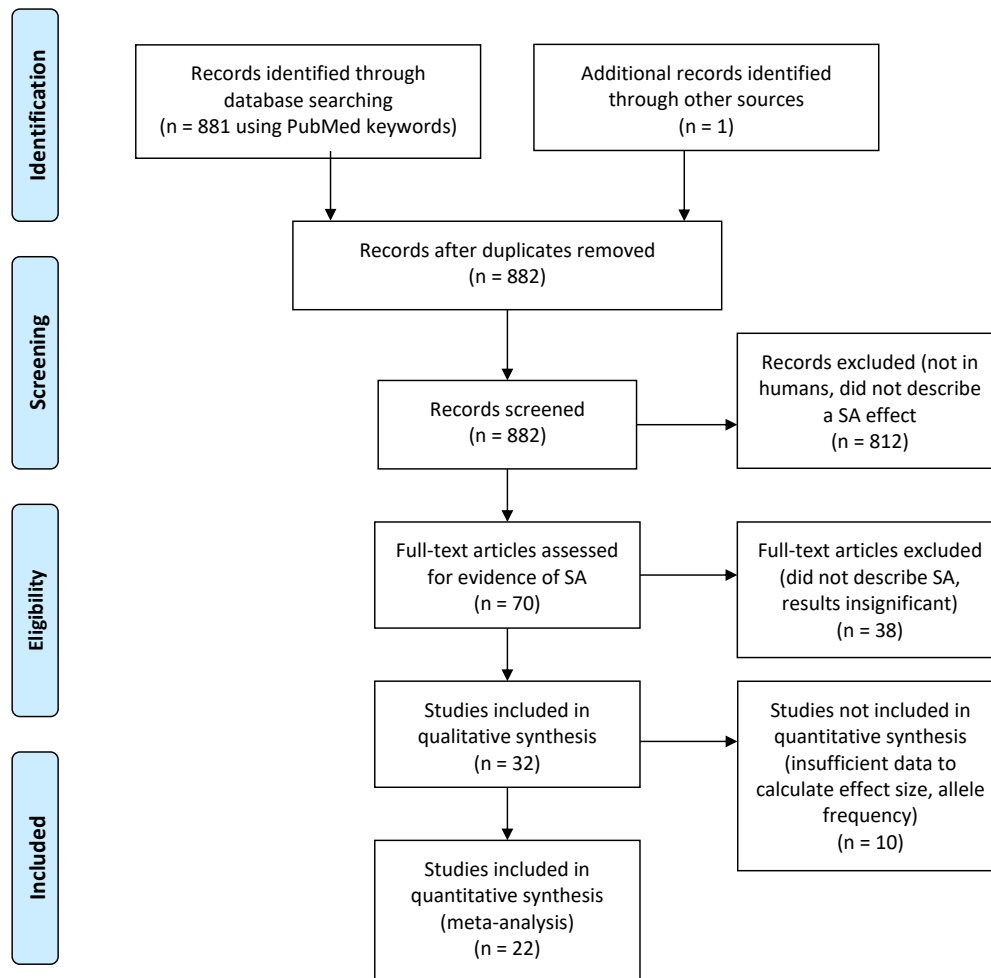 Identification
Records identified through
database searching
(n = 881 using PubMed keywords)
Additional records identified
through other sources
(n = 1)
Records after duplicates removed
(n = 882)
Screening
Records screened
(n = 882)
Records excluded (not in
humans, did not describe
a SA effect
(n = 812)
Eligibility
Full-text articles assessed
for evidence of SA
(n = 70)
Full-text articles excluded
(did not describe SA,
results insignificant)
(n = 38)
Studies included in
qualitative synthesis
(n = 32)
Studies not included in
quantitative synthesis
(insufficient data to
calculate effect size, allele
frequency)
(n = 10)
Included
Studies included in
quantitative synthesis
(meta-analysis)
(n = 22)